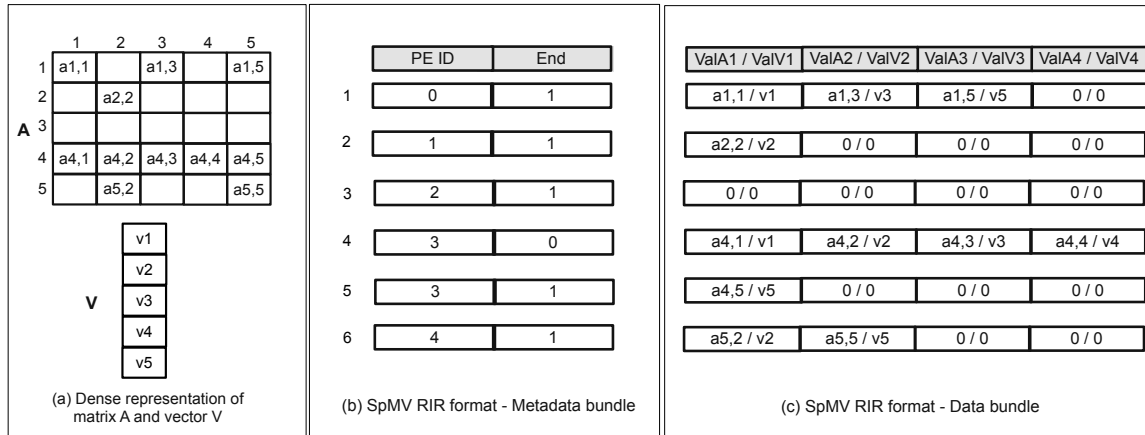 1 2 3 4 5
1 a1,1 a1,3 a1,5
2 a2,2
A 3
4 a4,1 a4,2 a4,3 a4,4 a4,5
5 a5,2 a5,5
v1
v2
V v3
v4
v5
(a) Dense representation of
matrix A and vector V
PE ID End
1 0 1
2 1 1
3 2 1
4 3 0
5 3 1
6 4 1
(b) SpMV RIR format - Metadata bundle
ValA1 / ValV1 ValA2 / ValV2 ValA3 / ValV3 ValA4 / ValV4
a1,1 / v1 a1,3 / v3 a1,5 / v5 0 / 0
a2,2 / v2 0 / 0 0 / 0 0 / 0
0 / 0 0 / 0 0 / 0 0 / 0
a4,1 / v1 a4,2 / v2 a4,3 / v3 a4,4 / v4
a4,5 / v5 0 / 0 0 / 0 0 / 0
a5,2 / v2 a5,5 / v5 0 / 0 0 / 0
(c) SpMV RIR format - Data bundle